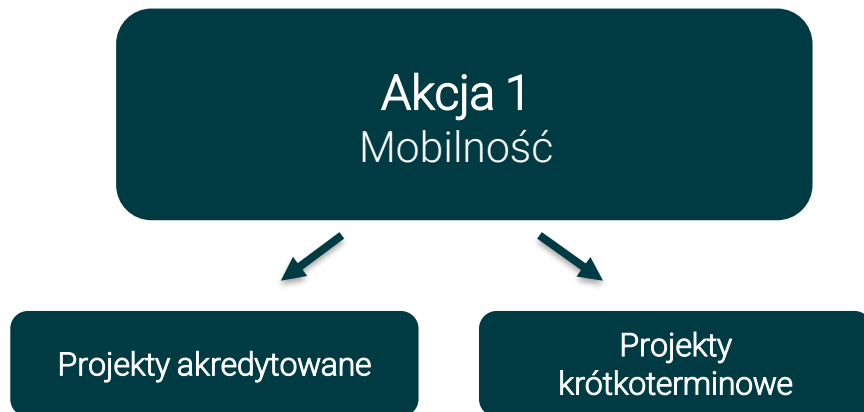 Akcja 1
Mobilność
Projekty akredytowane
Projekty
krótkoterminowe